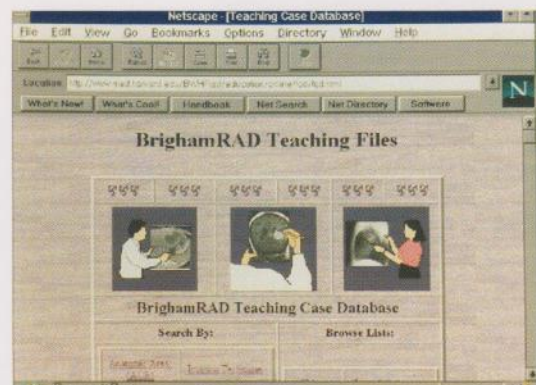 Netscape - [Teaching Case Database]
File Edit View Go Bookmarks Options Directory Window Help
Location
What's New! What's Cool! Handbook Net Search Net Directory Software
BrighamRAD Teaching Files
BrighamRAD Teaching Case Database
Search By: Browse Lists: